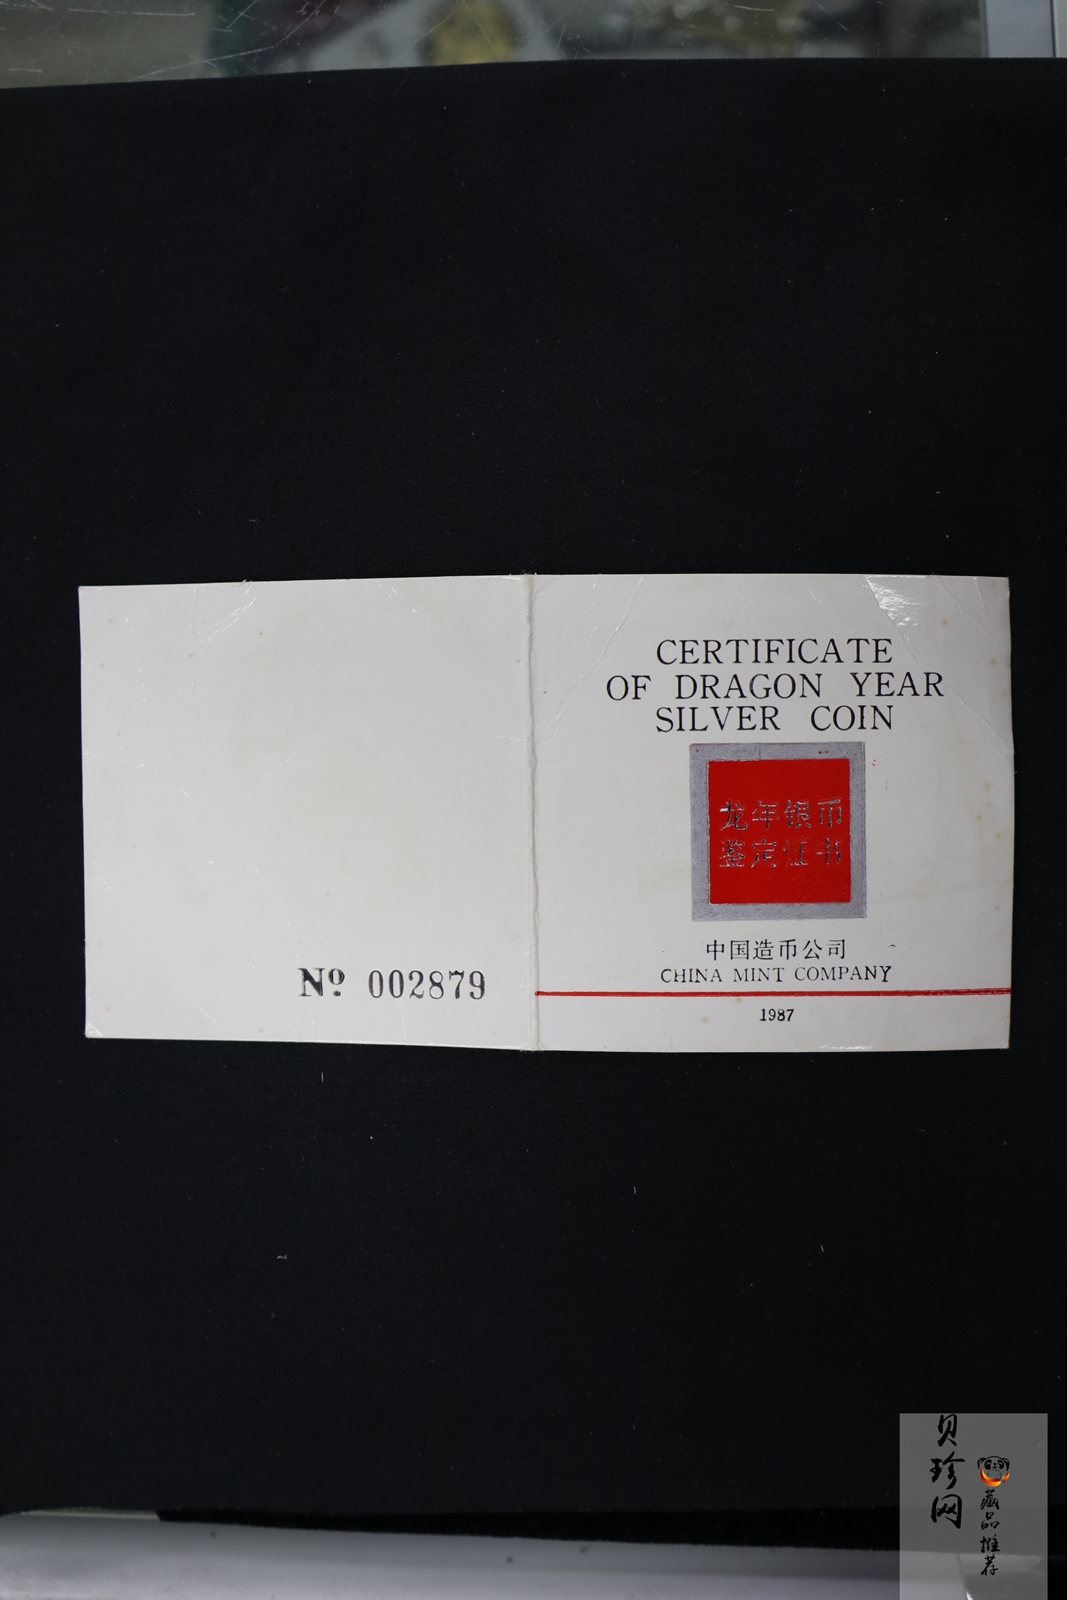 CERTIFICATE
OF DRAGON YEAR
SILVER COIN
龙年银币
鉴定证书
中国造币公司
CHINA MINT COMPANY
1987
Nº 002879
贝珍网
藏品推荐